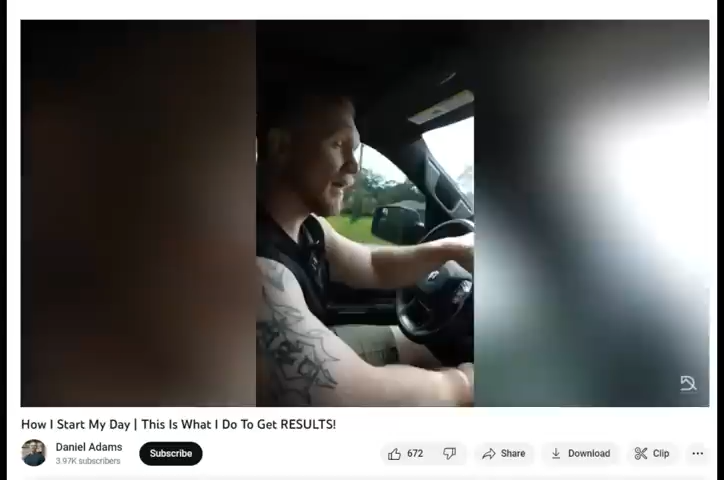 How I Start My Day | This Is What I Do To Get RESULTS!
Daniel Adams
3.97K subscribers
Subscribe
672
Share
Download
Clip